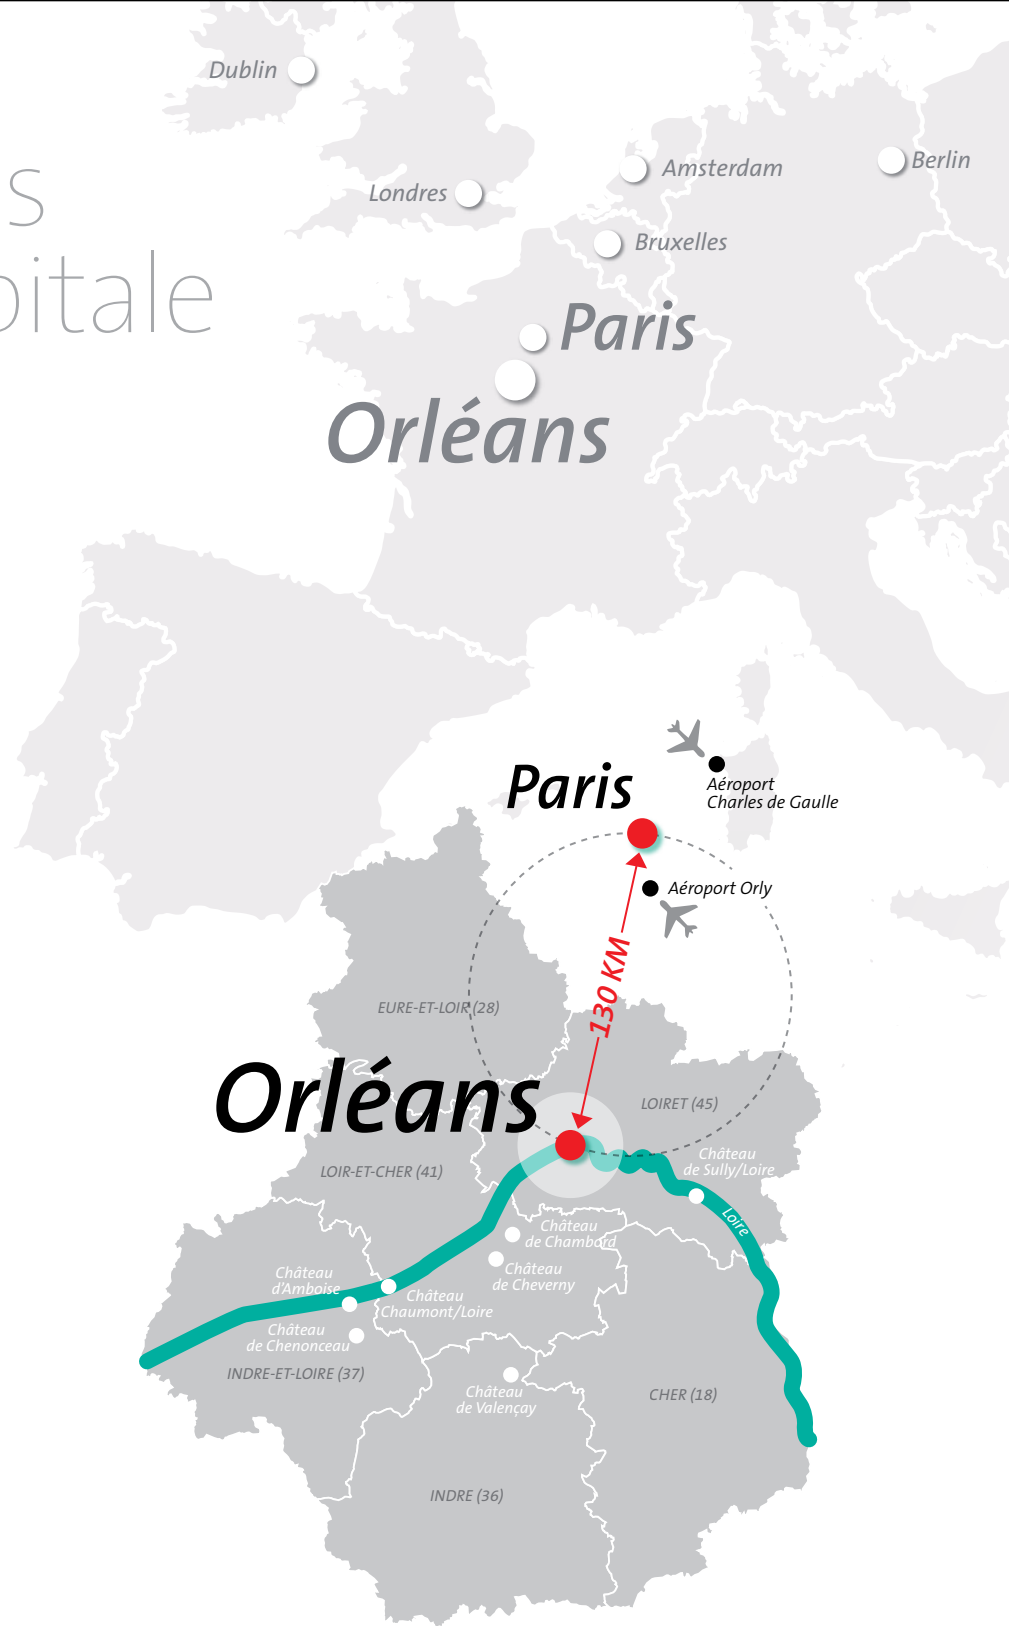 Dublin
Amsterdam
Berlin
Londres
s
Bruxelles
pitale
Paris
Orléans
Paris
Aéroport
Charles de Gaulle
Aéroport Orly
130 KM
EURE-ET-LOIR (28)
Orléans
LOIRET (45)
LOIR-ET-CHER (41)
Château
de Sully/Loire
Loire
Château
de Chambord
Château
de Cheverny
Château
d'Amboise
Château
Chaumont/Loire
Château
de Chenonceau
INDRE-ET-LOIRE (37)
Château
de Valençay
CHER (18)
INDRE (36)